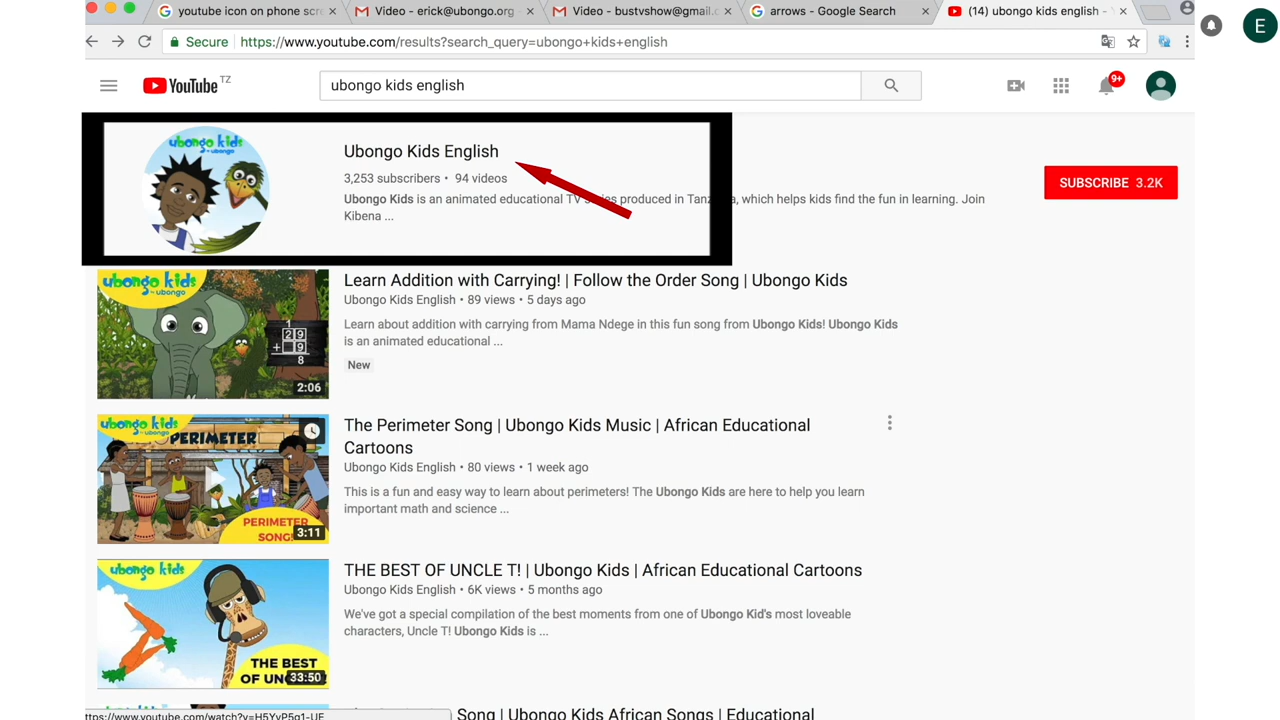 youtube icon on phone scre
Video - erick@ubongo.org -
Video - bustvshow@gmail.c
arrows - Google Search
(14) ubongo kids english - Y
Secure
https://www.youtube.com/results?search_query=ubongo+kids+english
E
YouTube TZ
ubongo kids english
9+
ubongo kids
Ubongo Kids English
3,253 subscribers • 94 videos
Ubongo Kids is an animated educational TV series produced in Tanzania, which helps kids find the fun in learning. Join
Kibena ...
SUBSCRIBE 3.2K
ubongo kids
by ubongo
1
29
+ 9
8
2:06
Learn Addition with Carrying! | Follow the Order Song | Ubongo Kids
Ubongo Kids English • 89 views • 5 days ago
Learn about addition with carrying from Mama Ndege in this fun song from Ubongo Kids! Ubongo Kids
is an animated educational ...
New
ubongo kids
by ubongo
PERIMETER
PERIMETER
SONG!
3:11
The Perimeter Song | Ubongo Kids Music | African Educational
Cartoons
Ubongo Kids English • 80 views • 1 week ago
This is a fun and easy way to learn about perimeters! The Ubongo Kids are here to help you learn
important math and science ...
ubongo kids
THE BEST
OF UNC
33:50
THE BEST OF UNCLE T! | Ubongo Kids | African Educational Cartoons
Ubongo Kids English • 6K views • 5 months ago
We've got a special compilation of the best moments from one of Ubongo Kid's most loveable
characters, Uncle T! Ubongo Kids is ...
Song | Ubongo Kids African Songs | Educational